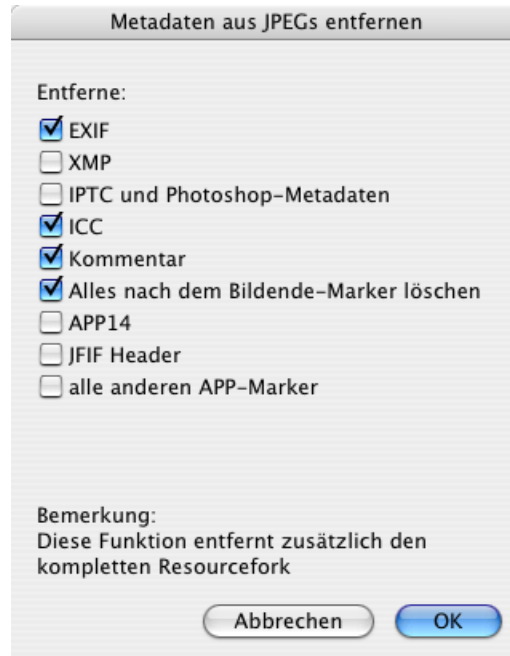 Metadaten aus JPEGs entfernen
Entferne:
EXIF
XMP
IPTC und Photoshop-Metadaten
ICC
Kommentar
Alles nach dem Bildende-Marker löschen
APP14
JFIF Header
alle anderen APP-Marker
Bemerkung:
Diese Funktion entfernt zusätzlich den
kompletten Resourcefork
Abbrechen
OK